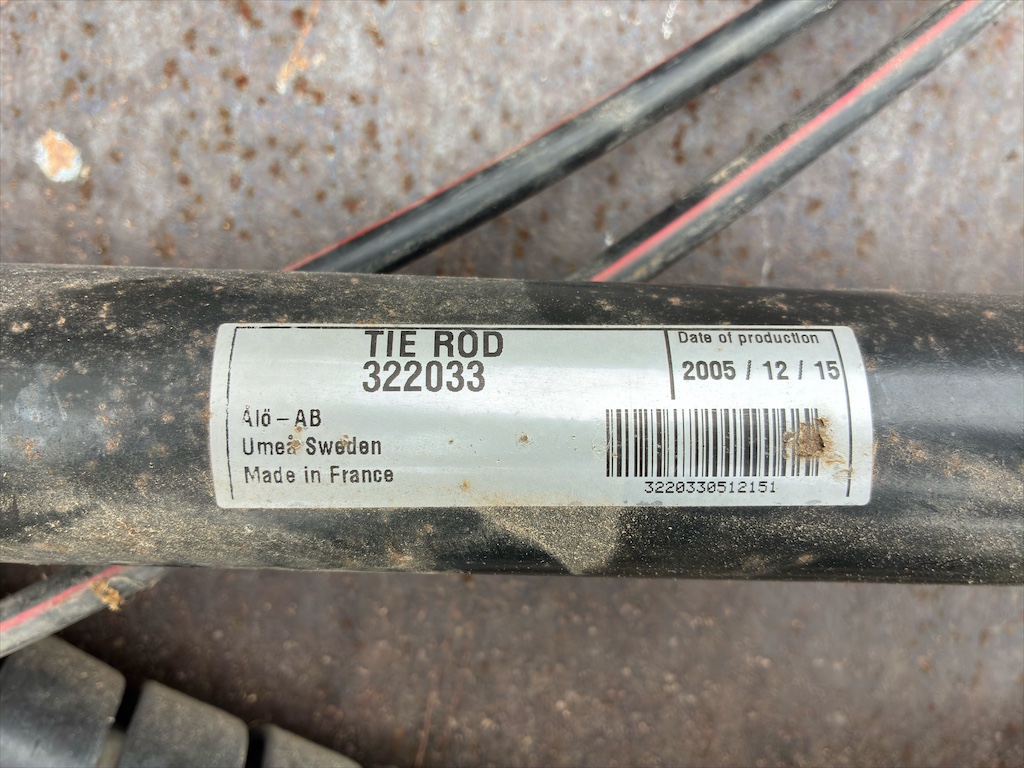 TIE ROD
322033
Date of production
2005 / 12 / 15
Ålö – AB
Umeå Sweden
Made in France
3220330512151